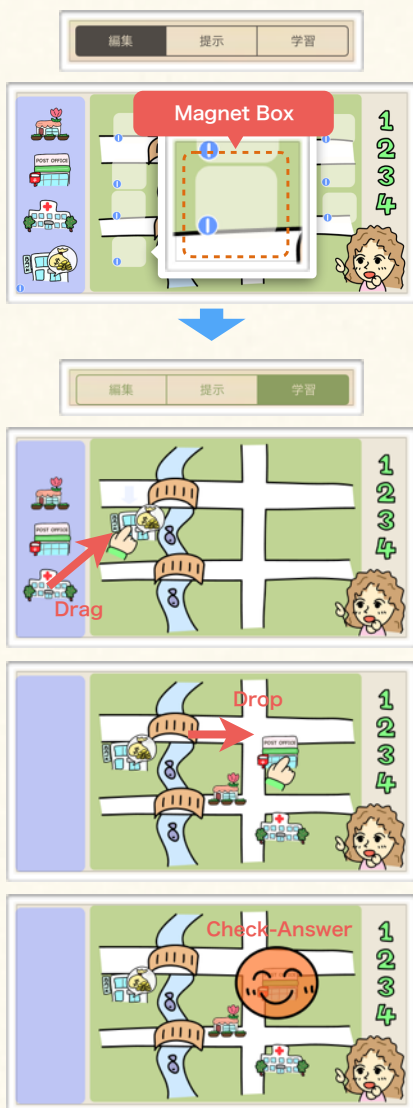 編集 提示 学習
Magnet Box
POST OFFICE
1
2
3
4
編集 提示 学習
POST OFFICE
Drag
1
2
3
4
Drop
POST OFFICE
1
2
3
4
Check-Answer
1
2
3
4